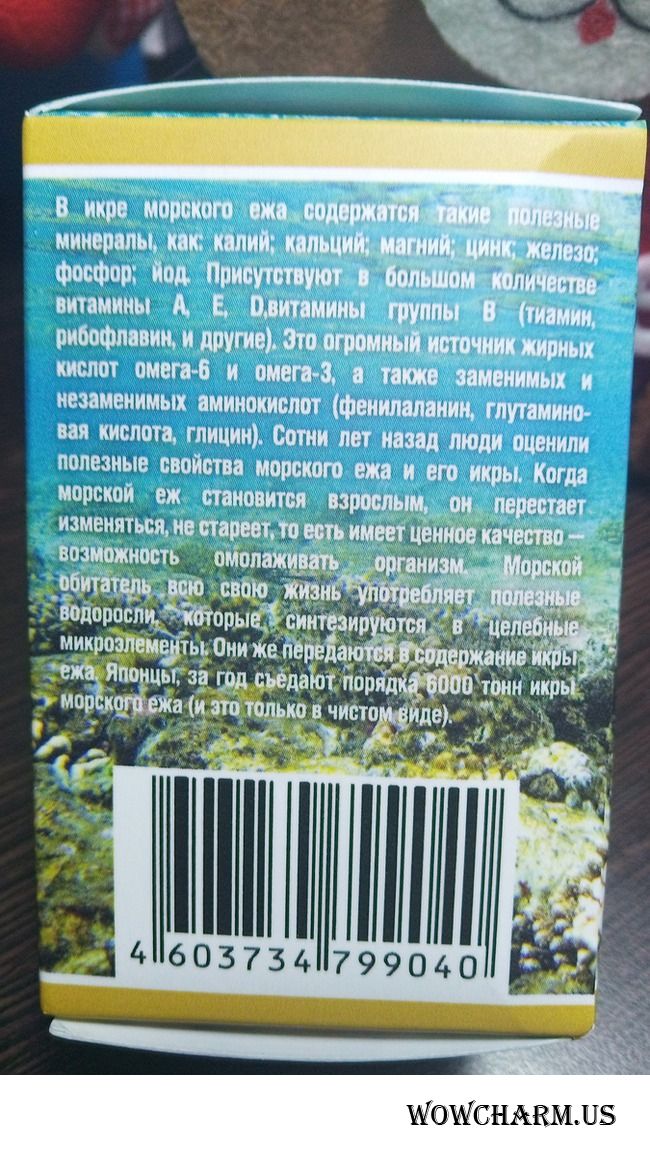 В икре морского ежа содержатся такие полезные
минералы, как: калий; кальций; магний; цинк; железо;
фосфор; йод. Присутствуют в большом количестве
витамины А, Е, D,витамины группы В (тиамин,
рибофлавин, и другие). Это огромный источник жирных
кислот омега-6 и омега-3, а также заменимых и
незаменимых аминокислот (фенилаланин, глутамино-
вая кислота, глицин). Сотни лет назад люди оценили
полезные свойства морского ежа и его икры. Когда
морской еж становится взрослым, он перестает
изменяться, не стареет, то есть имеет ценное качество –
возможность омолаживать организм. Морской
обитатель всю свою жизнь употребляет полезные
водоросли, которые синтезируются в целебные
микроэлементы. Они же передаются в содержание икры
ежа. Японцы, за год съедают порядка 6000 тонн икры
морского ежа (и это только в чистом виде).
4 603734 799040
WOWCHARM.US